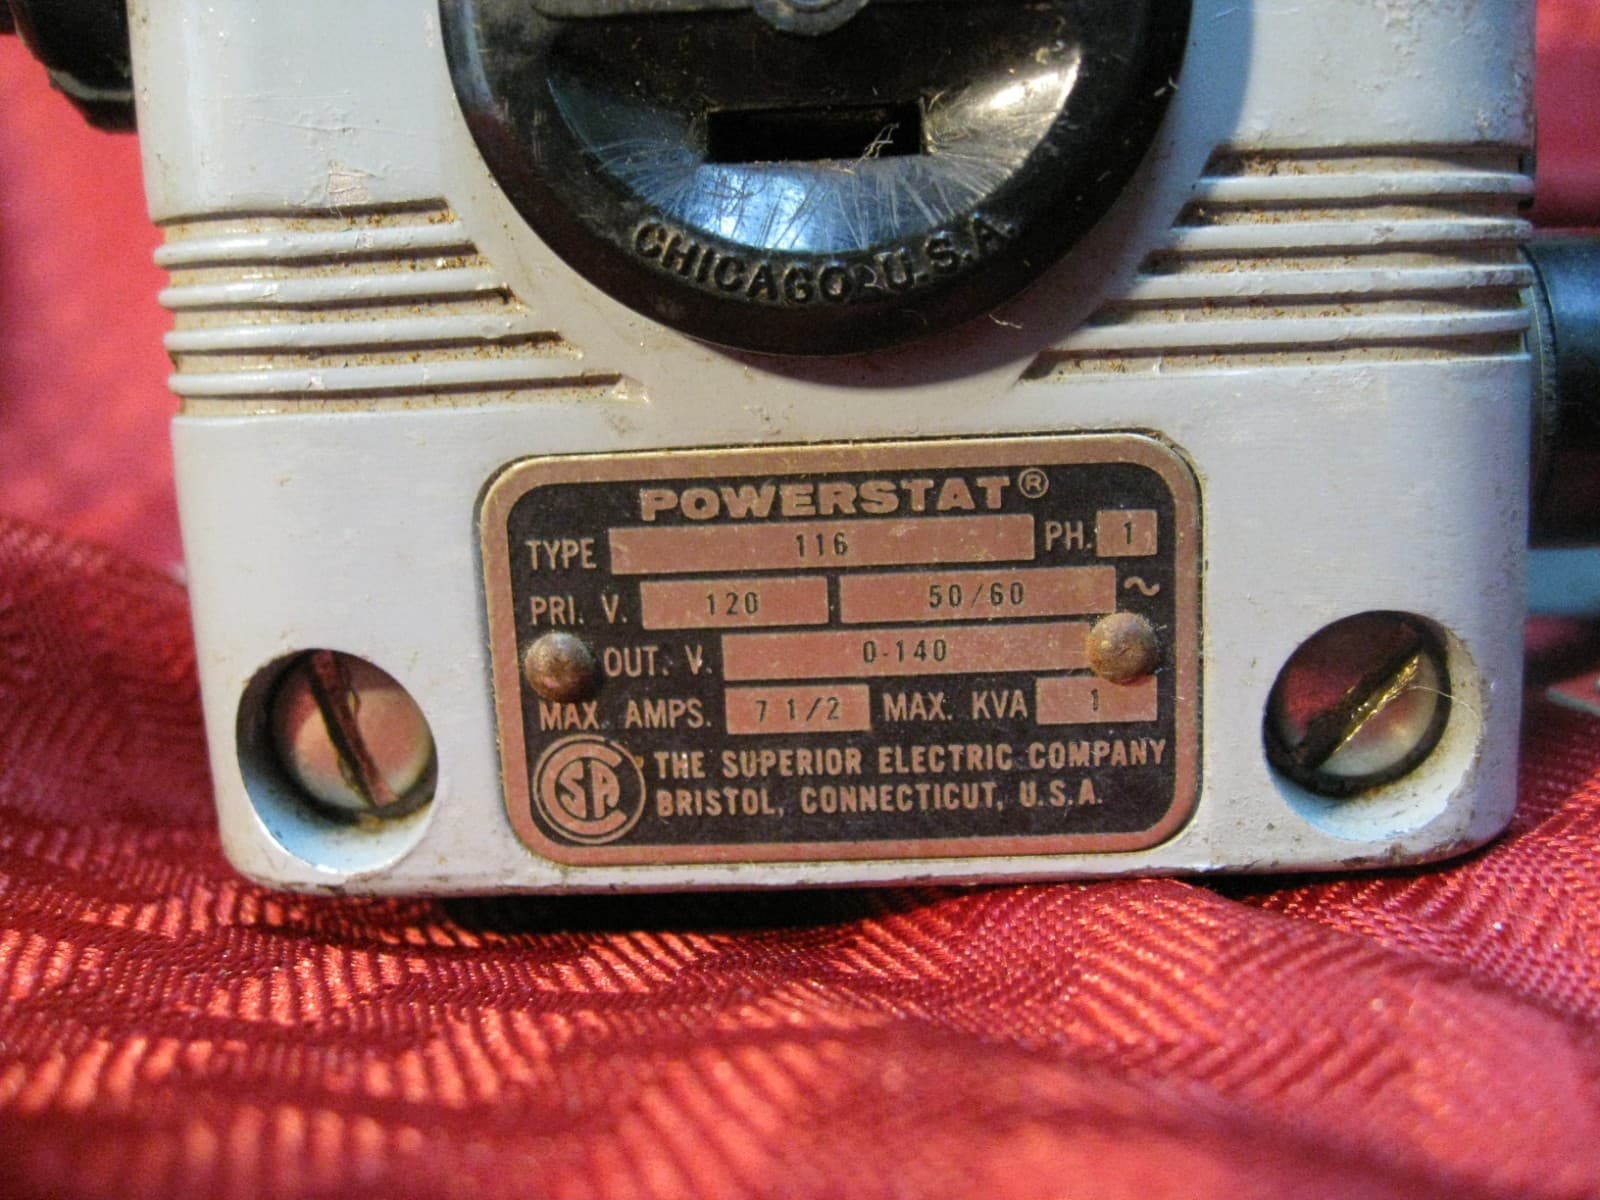 CHICAGO, U.S.A.
POWERSTAT®
TYPE 116 PH. 1
PRI. V. 120 50/60 ~
OUT. V. 0-140
MAX. AMPS. 7 1/2 MAX. KVA 1
CSA THE SUPERIOR ELECTRIC COMPANY
BRISTOL, CONNECTICUT, U.S.A.